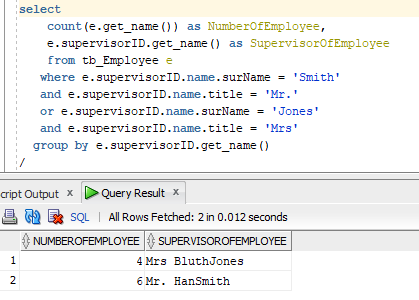 select
count(e.get_name()) as NumberOfEmployee,
e.supervisorID.get_name() as SupervisorOfEmployee
from tb_Employee e
where e.supervisorID.name.surName = 'Smith'
and e.supervisorID.name.title = 'Mr.'
or e.supervisorID.name.surName = 'Jones'
and e.supervisorID.name.title = 'Mrs'
group by e.supervisorID.get_name()
/
cript Output x Query Result x
SQL | All Rows Fetched: 2 in 0.012 seconds
NUMBEROFEMPLOYEE SUPERVISOROFEMPLOYEE
1 4 Mrs BluthJones
2 6 Mr. HanSmith